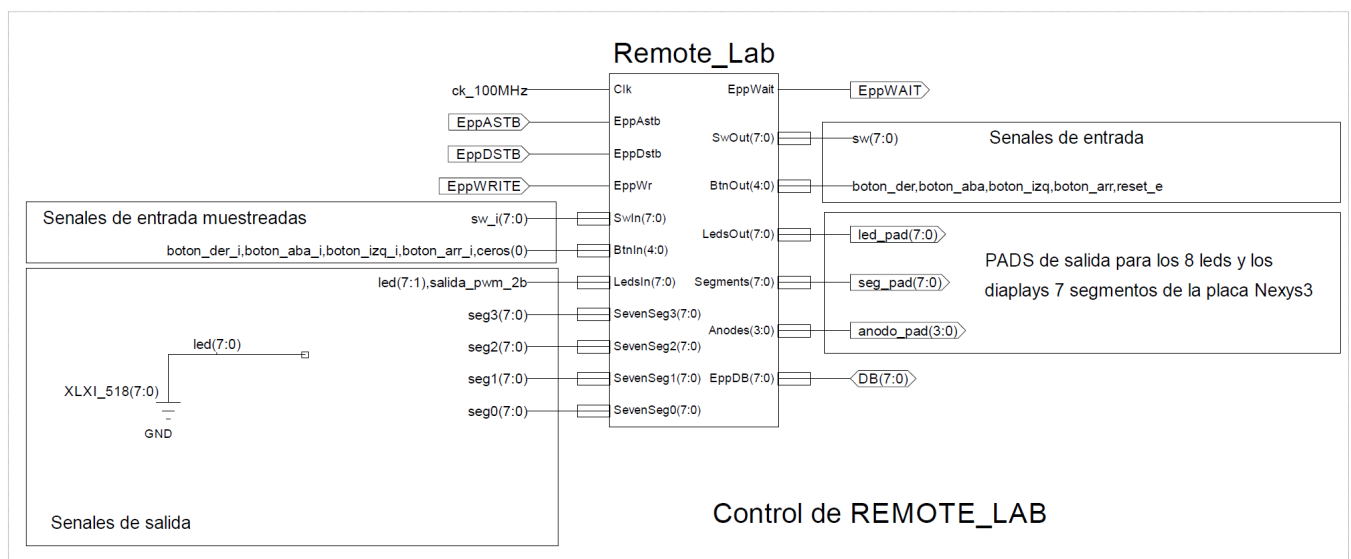 Remote_Lab
ck_100MHz
Clk
EppWait
EppWAIT
EppASTB
EppAstb
EppDSTB
EppDstb
SwOut(7:0)
sw(7:0)
Senales de entrada
EppWRITE
EppWr
BtnOut(4:0)
boton_der,boton_aba,boton_izq,boton_arr,reset_e
Senales de entrada muestreadas
sw_i(7:0)
SwIn(7:0)
LedsOut(7:0)
led_pad(7:0)
boton_der_i,boton_aba_i,boton_izq_i,boton_arr_i,ceros(0)
BtnIn(4:0)
PADS de salida para los 8 leds y los
diaplays 7 segmentos de la placa Nexys3
led(7:1),salida_pwm_2b
LedsIn(7:0)
Segments(7:0)
seg_pad(7:0)
seg3(7:0)
SevenSeg3(7:0)
Anodes(3:0)
anodo_pad(3:0)
led(7:0)
seg2(7:0)
SevenSeg2(7:0)
seg1(7:0)
SevenSeg1(7:0)
EppDB(7:0)
DB(7:0)
XLXI_518(7:0)
seg0(7:0)
SevenSeg0(7:0)
GND
Senales de salida
Control de REMOTE_LAB